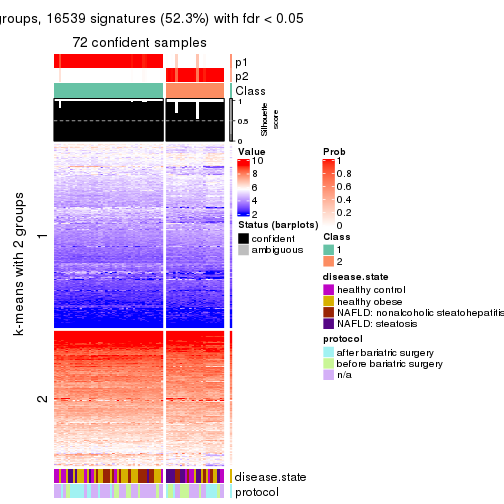 groups, 16539 signatures (52.3%) with fdr < 0.05
72 confident samples
p1
p2
Class
1
0.5
0
Silhouette
score
k-means with 2 groups
1
2
Value
10
8
6
4
2
Status (barplots)
confident
ambiguous
Prob
1
0.8
0.6
0.4
0.2
0
Class
1
2
disease.state
healthy control
healthy obese
NAFLD: nonalcoholic steatohepatitis
NAFLD: steatosis
protocol
after bariatric surgery
before bariatric surgery
n/a
disease.state
protocol